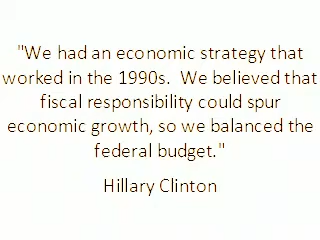 "We had an economic strategy that
worked in the 1990s.  We believed that
fiscal responsibility could spur
economic growth, so we balanced the
federal budget."
Hillary Clinton